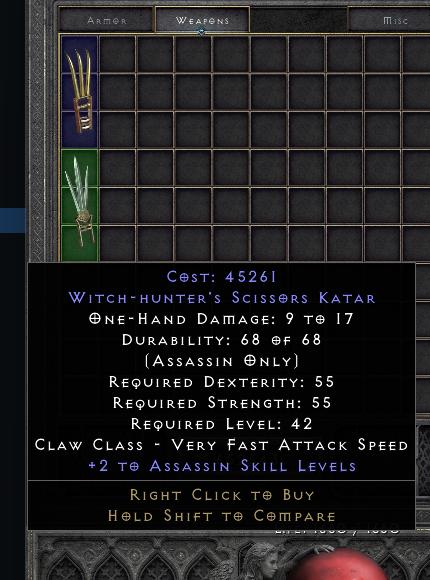 Armor
Weapons
Misc
Cost: 45261
Witch-hunter's Scissors Katar
One-Hand Damage: 9 to 17
Durability: 68 of 68
(Assassin Only)
Required Dexterity: 55
Required Strength: 55
Required Level: 42
Claw Class - Very Fast Attack Speed
+2 to Assassin Skill Levels
Right Click to Buy
Hold Shift to Compare